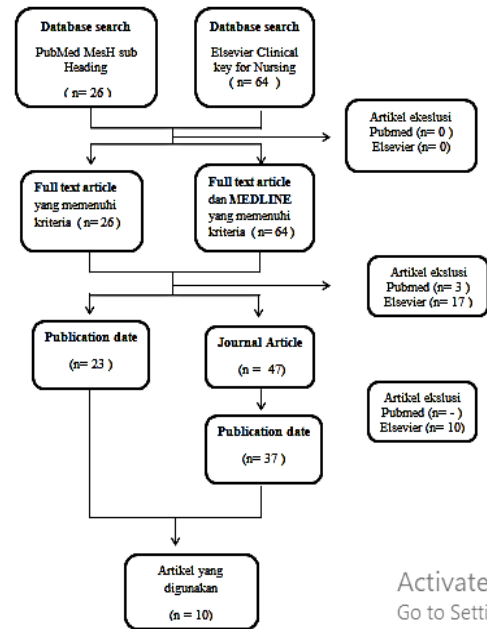 Database search
PubMed MesH sub
Heading
( n= 26)
Database search
Elsevier Clinical
key for Nursing
( n= 64 )
Artikel ekeslusi
Pubmed (n= 0 )
Elsevier (n= 0)
Full text article
yang memenuhi
kriteria ( n= 26)
Full text article
dan MEDLINE
yang memenuhi
kriteria ( n= 64)
Artikel ekslusi
Pubmed (n= 3 )
Elsevier (n= 17 )
Publication date
(n= 23 )
Journal Article
(n = 47)
Artikel ekslusi
Pubmed (n= - )
Elsevier (n= 10)
Publication date
(n= 37 )
Artikel yang
digunakan
(n = 10)
Activate
Go to Setti